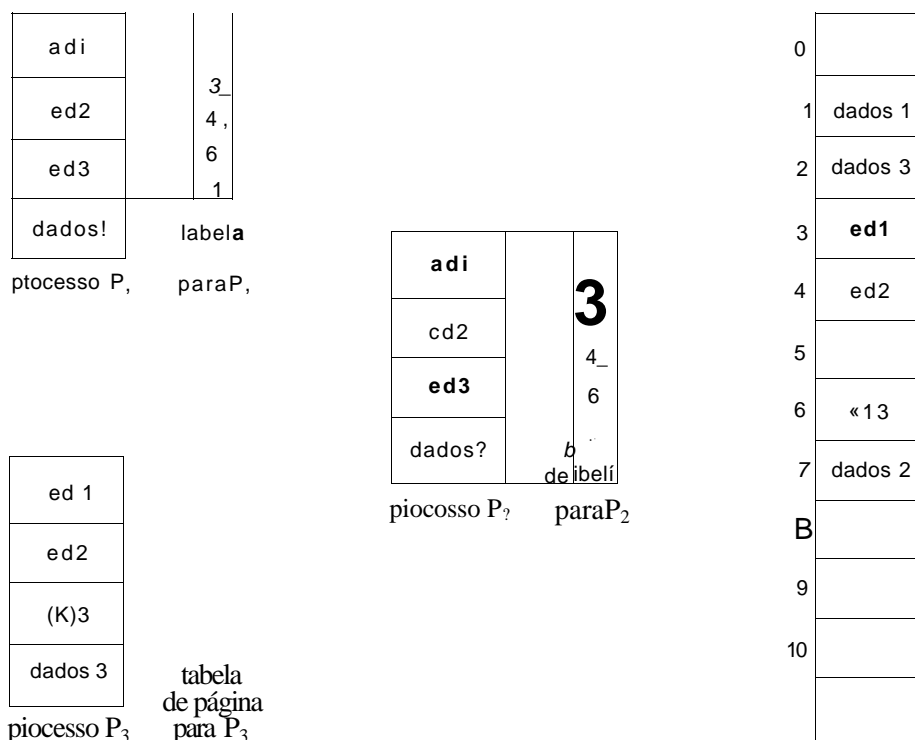 adi
ed2
ed3
dados!
ptocesso P,
3_
4 ,
6
1
labela
paraP,
adi
cd2
ed3
dados?
piocosso P?
3
4_
6
b
de ibelí
paraP2
ed 1
ed2
(K)3
dados 3
piocesso P3
tabela
de página
para P3
0
1 dados 1
2 dados 3
3 ed1
4 ed2
5
6 «13
7 dados 2
B
9
10